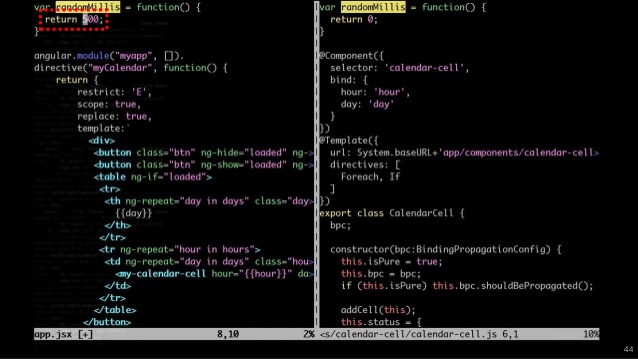 var randomMillis = function() {
return 500;
}
angular.module("myapp", []).
directive("myCalendar", function() {
return {
restrict: 'E',
scope: true,
replace: true,
template:`
<div>
<button class="btn" ng-hide="loaded" ng->
<button class="btn" ng-show="loaded" ng->
<table ng-if="loaded">
<tr>
<th ng-repeat="day in days" class="day>
{{day}}
</th>
</tr>
<tr ng-repeat="hour in hours">
<td ng-repeat="day in days" class="hou>
<my-calendar-cell hour="{{hour}}" da>
</td>
</tr>
</table>
</button>
app.jsx [+] 8,10 2%
var randomMillis = function() {
return 0;
}
@Component({
selector: 'calendar-cell',
bind: {
hour: 'hour',
day: 'day'
}
})
@Template({
url: System.baseURL+'app/components/calendar-cell>
directives: [
Foreach, If
]
})
export class CalendarCell {
bpc;
constructor(bpc:BindingPropagationConfig) {
this.isPure = true;
this.bpc = bpc;
if (this.isPure) this.bpc.shouldBePropagated();
addCell(this);
this.status = {
<s/calendar-cell/calendar-cell.js 6,1 10%
44